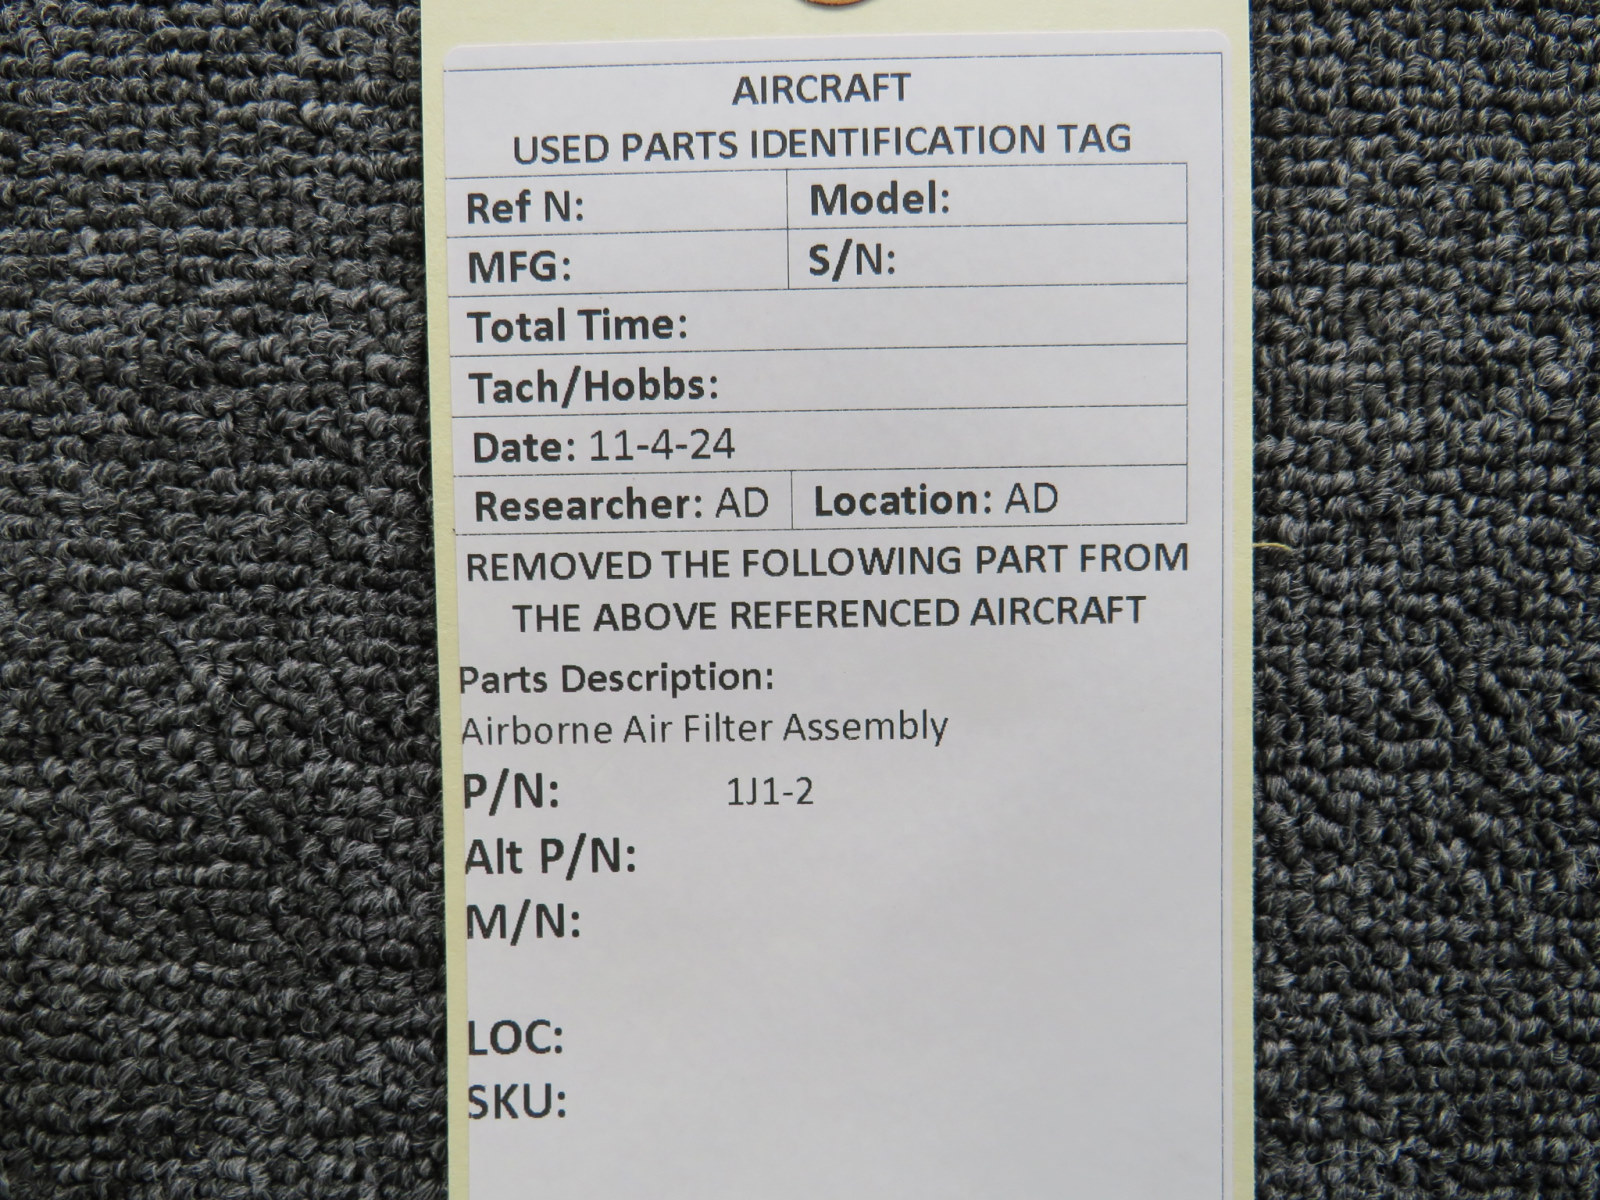 AIRCRAFT
USED PARTS IDENTIFICATION TAG
Ref N: Model:
MFG: S/N:
Total Time:
Tach/Hobbs:
Date: 11-4-24
Researcher: AD Location: AD
REMOVED THE FOLLOWING PART FROM
THE ABOVE REFERENCED AIRCRAFT
Parts Description:
Airborne Air Filter Assembly
P/N: 1J1-2
Alt P/N:
M/N:
LOC:
SKU: